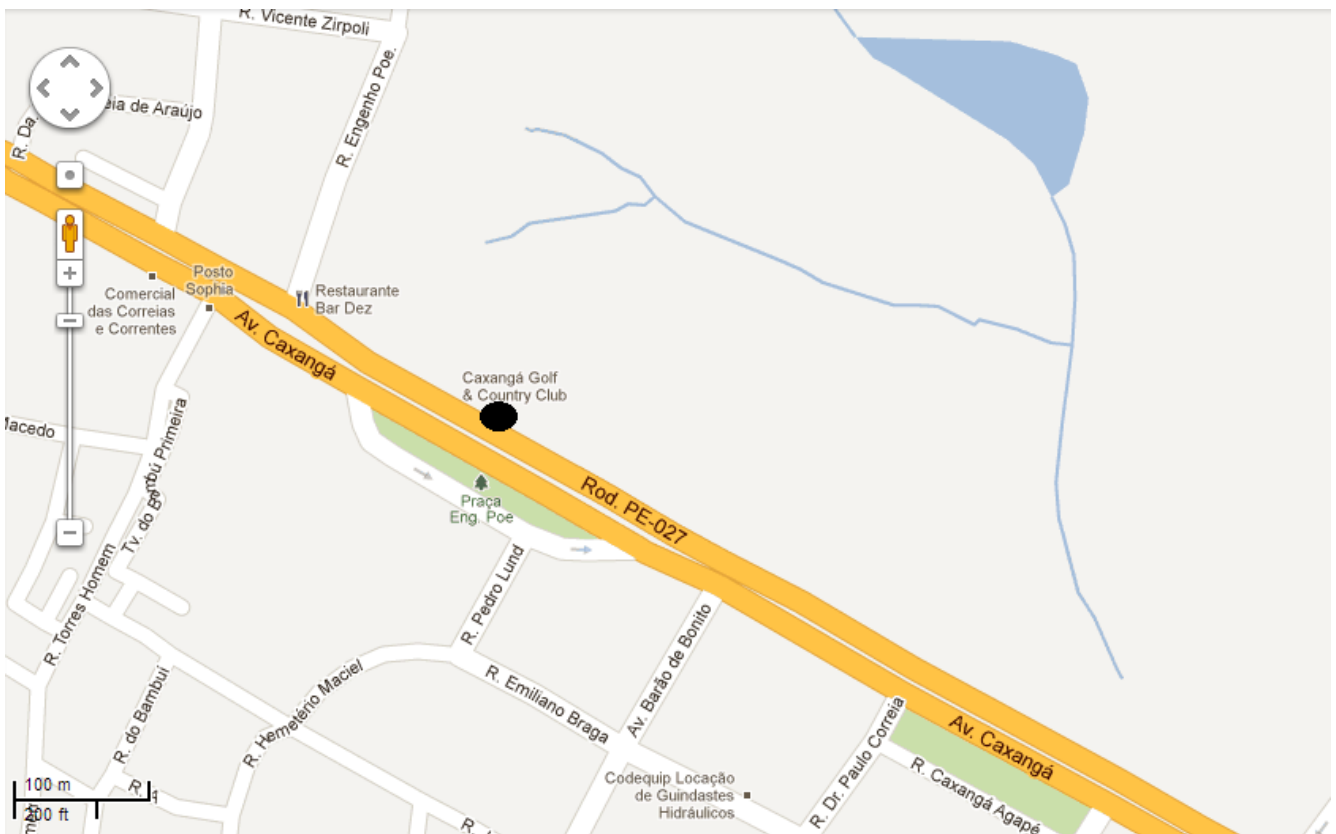 R. Vicente Zirpoli
eia de Araújo
R. Da.
R. Engenho Poe.
Posto
Sophia
Restaurante
Bar Dez
Comercial
das Correias
e Correntes
Av. Caxangá
Caxangá Golf
& Country Club
Macedo
Praça
Eng. Poe
Rod. PE-027
Tv. do Bambú Primeira
R. Torres Homem
R. Pedro Lund
Av. Barão de Bonito
R. do Bambui
R. Hemetério Maciel
R. Emiliano Braga
Av. Caxangá
R. Dr. Paulo Correia
R. Caxangá Agapé
Codequip Locação
de Guindastes
Hidráulicos
100 m
200 ft